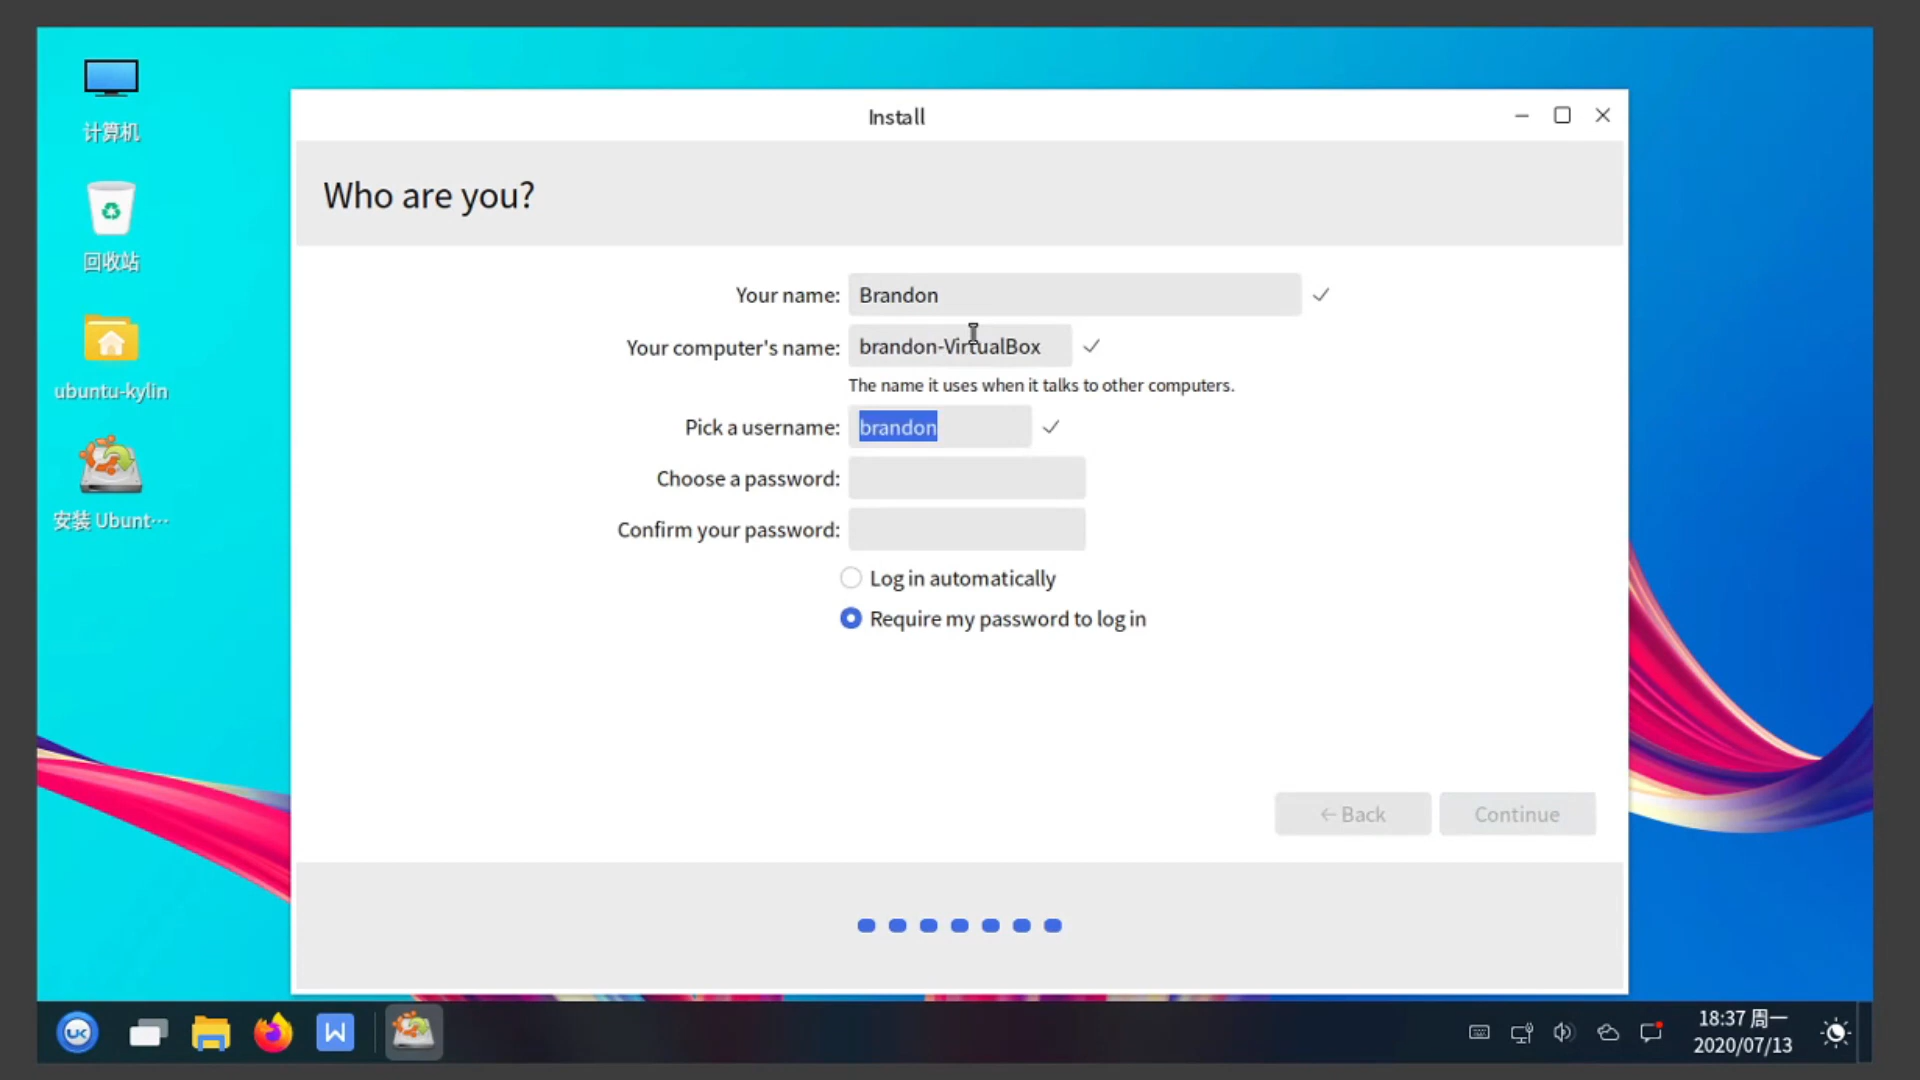 计算机
回收站
ubuntu-kylin
安装 Ubunt···
Install
Who are you?
Your name: Brandon
Your computer's name: brandon-VirtualBox
The name it uses when it talks to other computers.
Pick a username: brandon
Choose a password:
Confirm your password:
Log in automatically
Require my password to log in
← Back
Continue
UK
W
18:37 周一
2020/07/13